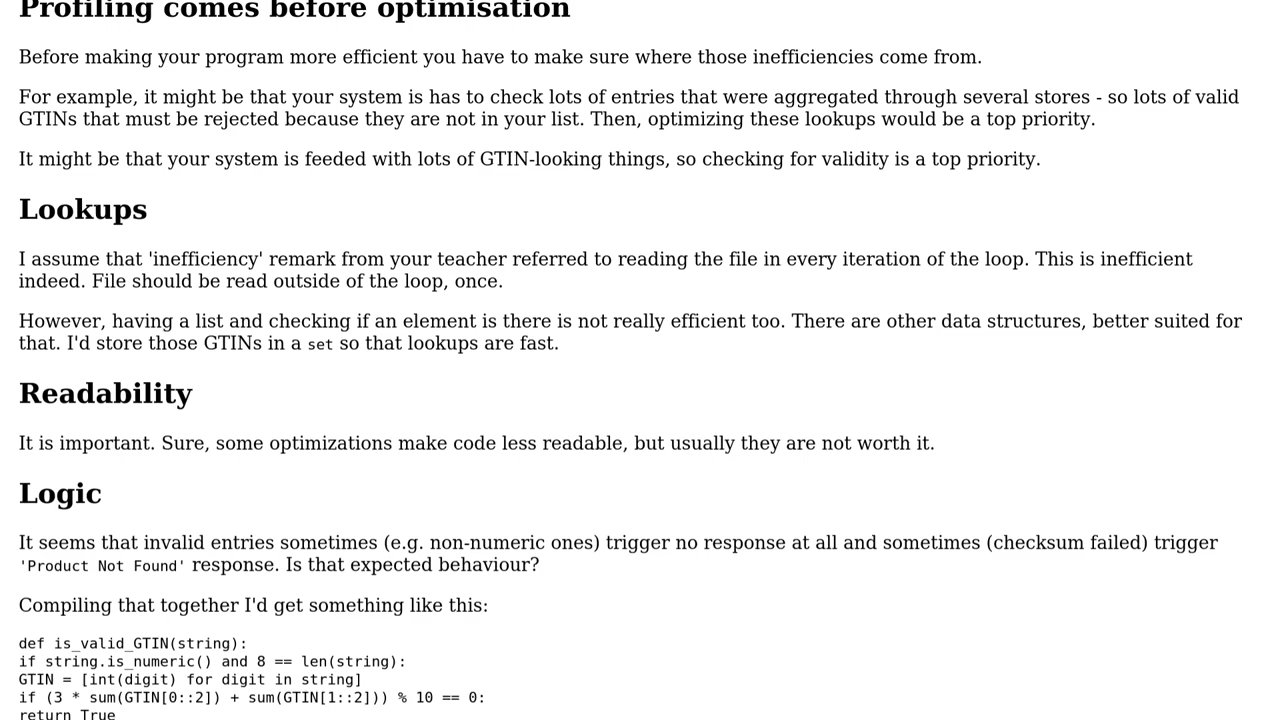 Profiling comes before optimisation
Before making your program more efficient you have to make sure where those inefficiencies come from.
For example, it might be that your system is has to check lots of entries that were aggregated through several stores - so lots of valid
GTINs that must be rejected because they are not in your list. Then, optimizing these lookups would be a top priority.
It might be that your system is feeded with lots of GTIN-looking things, so checking for validity is a top priority.
Lookups
I assume that 'inefficiency' remark from your teacher referred to reading the file in every iteration of the loop. This is inefficient
indeed. File should be read outside of the loop, once.
However, having a list and checking if an element is there is not really efficient too. There are other data structures, better suited for
that. I'd store those GTINs in a set so that lookups are fast.
Readability
It is important. Sure, some optimizations make code less readable, but usually they are not worth it.
Logic
It seems that invalid entries sometimes (e.g. non-numeric ones) trigger no response at all and sometimes (checksum failed) trigger
'Product Not Found' response. Is that expected behaviour?
Compiling that together I'd get something like this:
def is_valid_GTIN(string):
if string.is_numeric() and 8 == len(string):
GTIN = [int(digit) for digit in string]
if (3 * sum(GTIN[0::2]) + sum(GTIN[1::2])) % 10 == 0:
return True